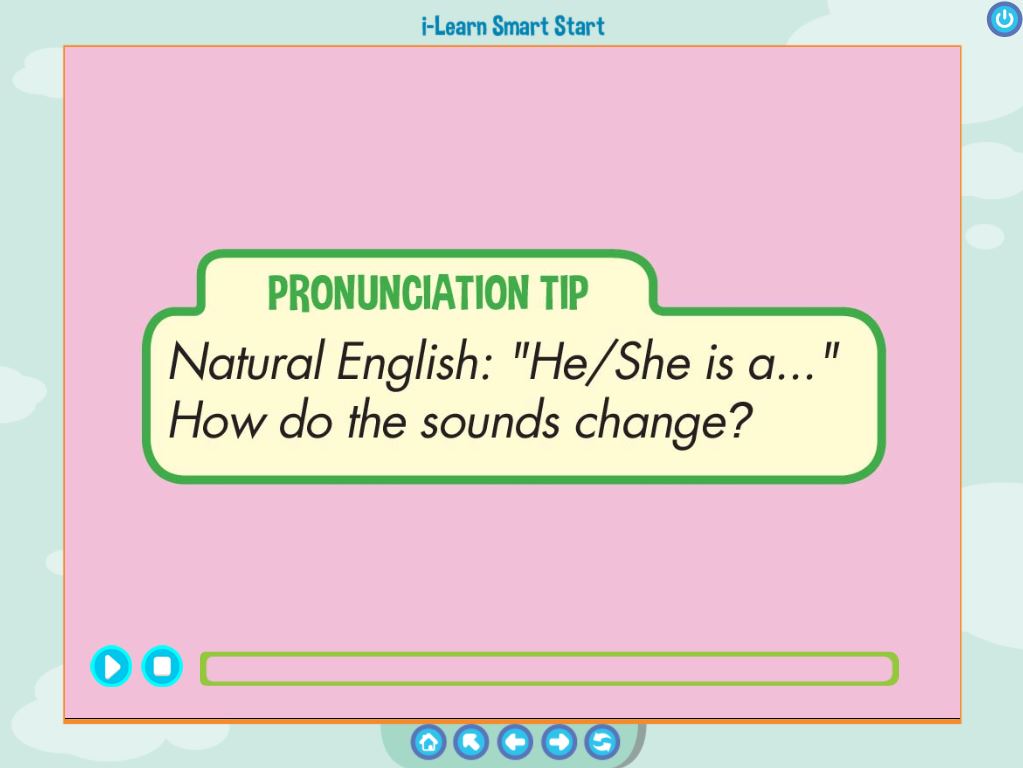 i-Learn Smart Start
PRONUNCIATION TIP
Natural English: "He/She is a..."
How do the sounds change?